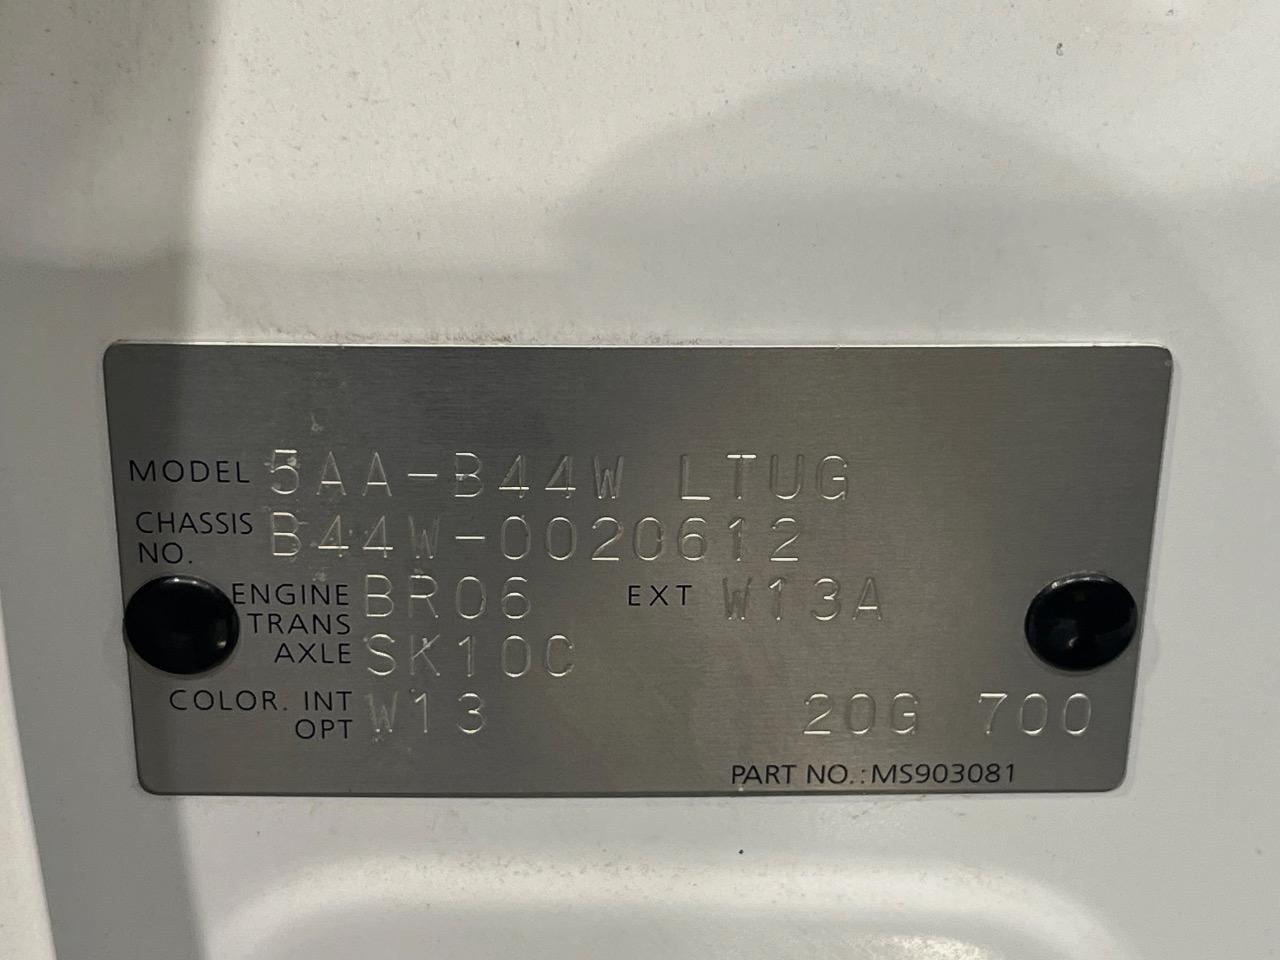 MODEL 5AA-B44W LTUG
CHASSIS NO. B44W-0020612
ENGINE BR06 EXT W13A
TRANS AXLE SK10C
COLOR. INT OPT W13 20G 700
PART NO.: MS903081